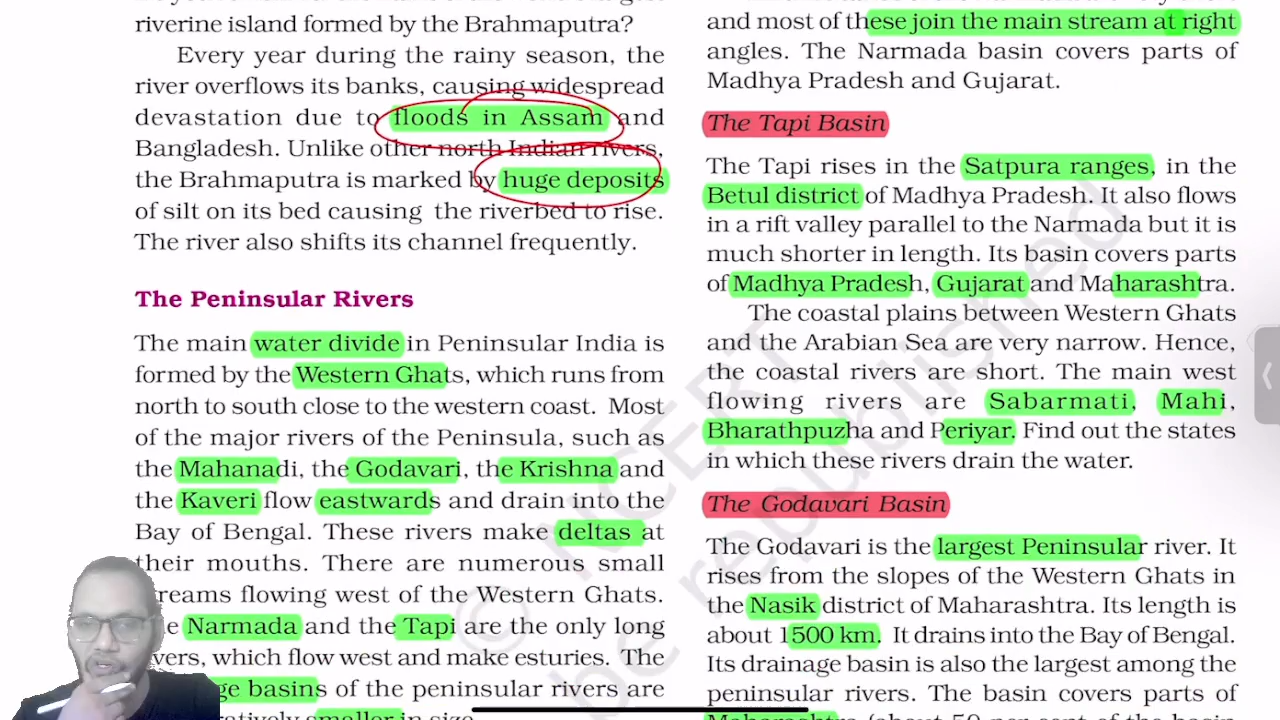 riverine island formed by the Brahmaputra?
Every year during the rainy season, the
river overflows its banks, causing widespread
devastation due to floods in Assam and
Bangladesh. Unlike other north Indian rivers,
the Brahmaputra is marked by huge deposits
of silt on its bed causing the riverbed to rise.
The river also shifts its channel frequently.
The Peninsular Rivers
The main water divide in Peninsular India is
formed by the Western Ghats, which runs from
north to south close to the western coast. Most
of the major rivers of the Peninsula, such as
the Mahanadi, the Godavari, the Krishna and
the Kaveri flow eastwards and drain into the
Bay of Bengal. These rivers make deltas at
their mouths. There are numerous small
streams flowing west of the Western Ghats.
Narmada and the Tapi are the only long
which flow west and make esturies. The
basins of the peninsular rivers are
smaller in size.
and most of these join the main stream at right
angles. The Narmada basin covers parts of
Madhya Pradesh and Gujarat.
The Tapi Basin
The Tapi rises in the Satpura ranges, in the
Betul district of Madhya Pradesh. It also flows
in a rift valley parallel to the Narmada but it is
much shorter in length. Its basin covers parts
of Madhya Pradesh, Gujarat and Maharashtra.
The coastal plains between Western Ghats
and the Arabian Sea are very narrow. Hence,
the coastal rivers are short. The main west
flowing rivers are Sabarmati, Mahi,
Bharathpuzha and Periyar. Find out the states
in which these rivers drain the water.
The Godavari Basin
The Godavari is the largest Peninsular river. It
rises from the slopes of the Western Ghats in
the Nasik district of Maharashtra. Its length is
about 1500 km. It drains into the Bay of Bengal.
Its drainage basin is also the largest among the
peninsular rivers. The basin covers parts of
Maharashtra (about 50 per cent of the basin
© NCERT
be republished